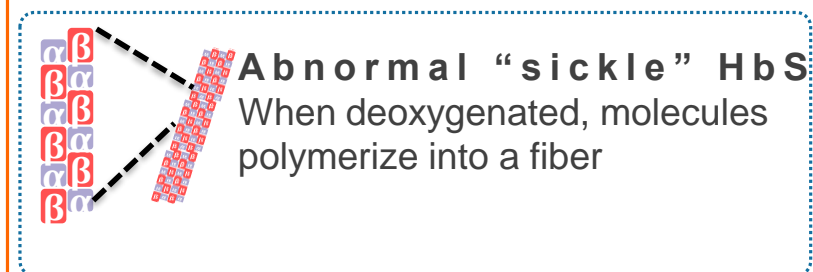 α β
β α
α β
β α
α β
β α
Abnormal “sickle” HbS
When deoxygenated, molecules
polymerize into a fiber